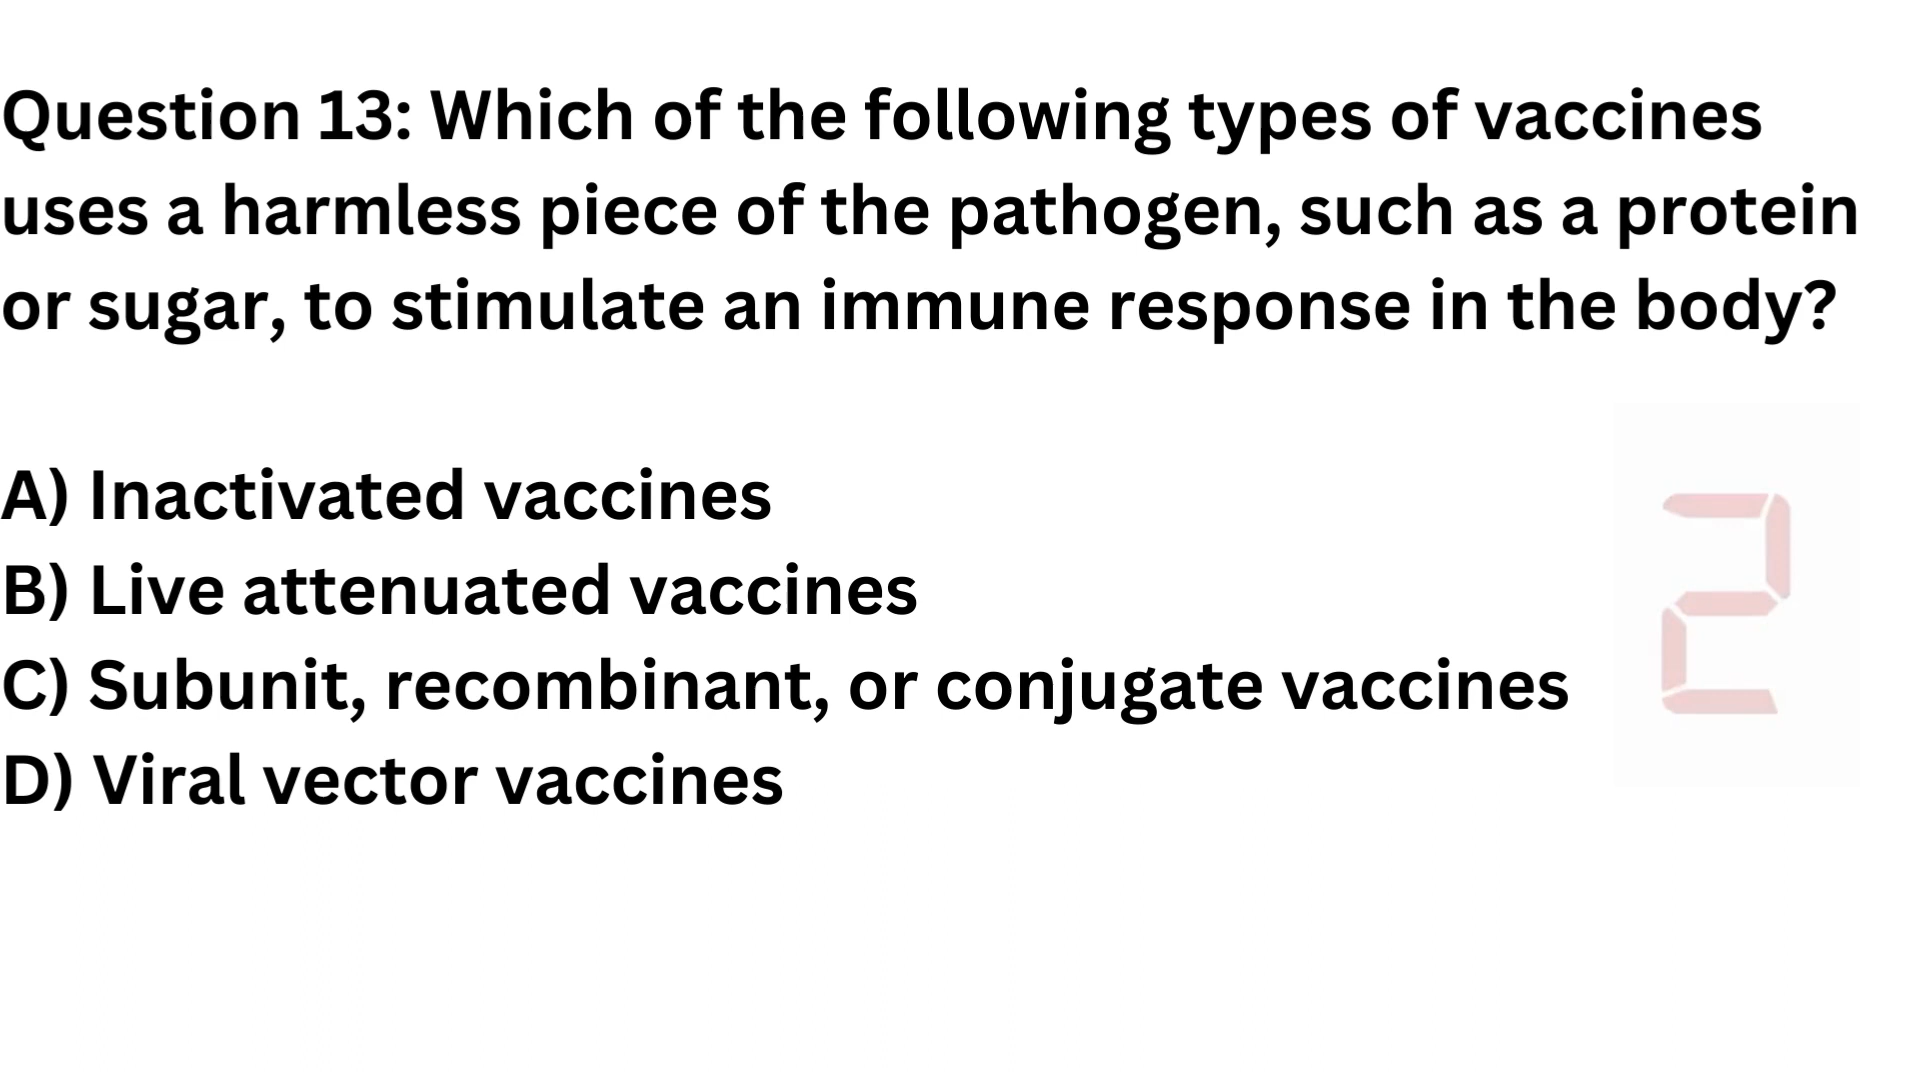 Question 13: Which of the following types of vaccines
uses a harmless piece of the pathogen, such as a protein
or sugar, to stimulate an immune response in the body?
A) Inactivated vaccines
B) Live attenuated vaccines
C) Subunit, recombinant, or conjugate vaccines
D) Viral vector vaccines
2